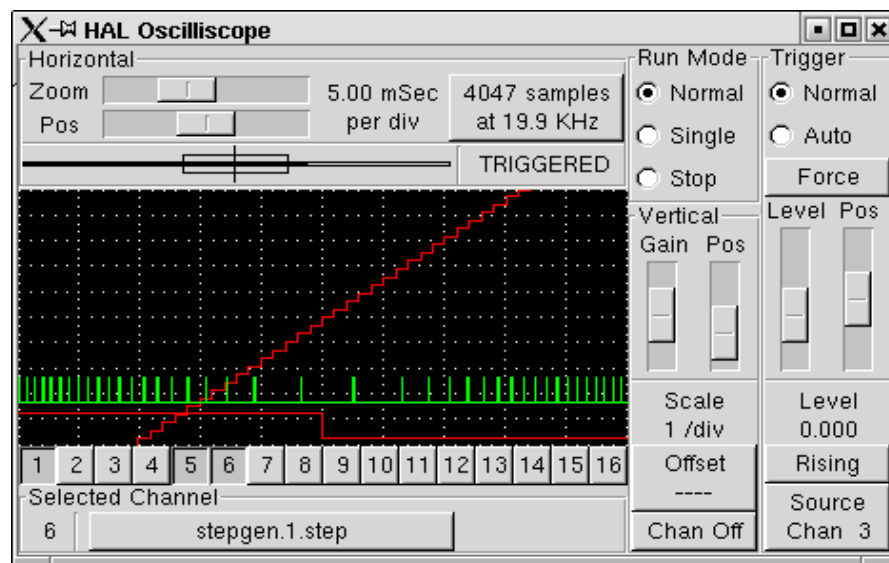 HAL Oscilliscope
Horizontal
Zoom
Pos
5.00 mSec
per div
4047 samples
at 19.9 KHz
TRIGGERED
Run Mode
Normal
Single
Stop
Trigger
Normal
Auto
Force
Vertical
Gain Pos
Level Pos
Scale
1 /div
Offset
----
Chan Off
Level
0.000
Rising
Source
Chan 3
1 2 3 4 5 6 7 8 9 10 11 12 13 14 15 16
Selected Channel
6 stepgen.1.step